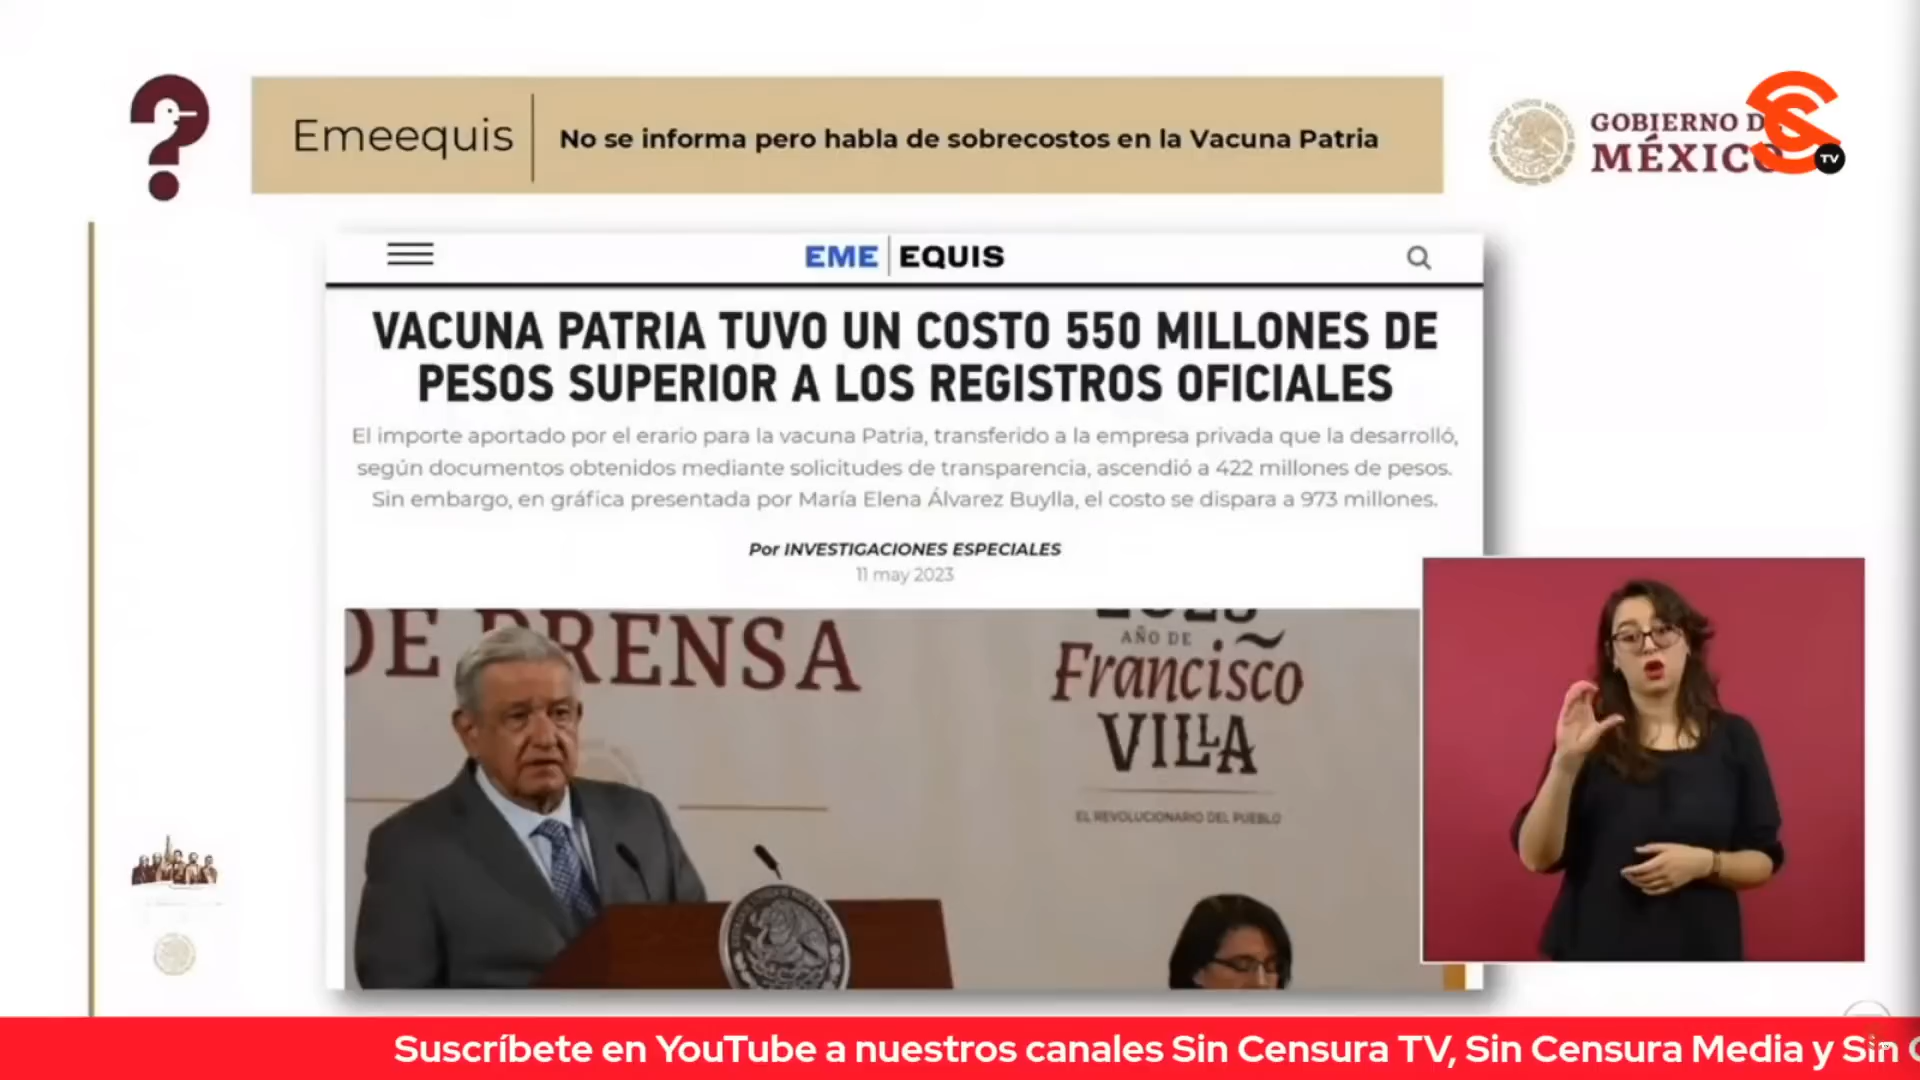 Emeequis
No se informa pero habla de sobrecostos en la Vacuna Patria
GOBIERNO D
MÉXICO
TV
EME EQUIS
VACUNA PATRIA TUVO UN COSTO 550 MILLONES DE
PESOS SUPERIOR A LOS REGISTROS OFICIALES
El importe aportado por el erario para la vacuna Patria, transferido a la empresa privada que la desarrolló,
según documentos obtenidos mediante solicitudes de transparencia, ascendió a 422 millones de pesos.
Sin embargo, en gráfica presentada por María Elena Álvarez Buylla, el costo se dispara a 973 millones.
Por INVESTIGACIONES ESPECIALES
11 may 2023
DE PRENSA
2023
AÑO DE
Francisco
VILLA
EL REVOLUCIONARIO DEL PUEBLO
Suscríbete en YouTube a nuestros canales Sin Censura TV, Sin Censura Media y Sin C